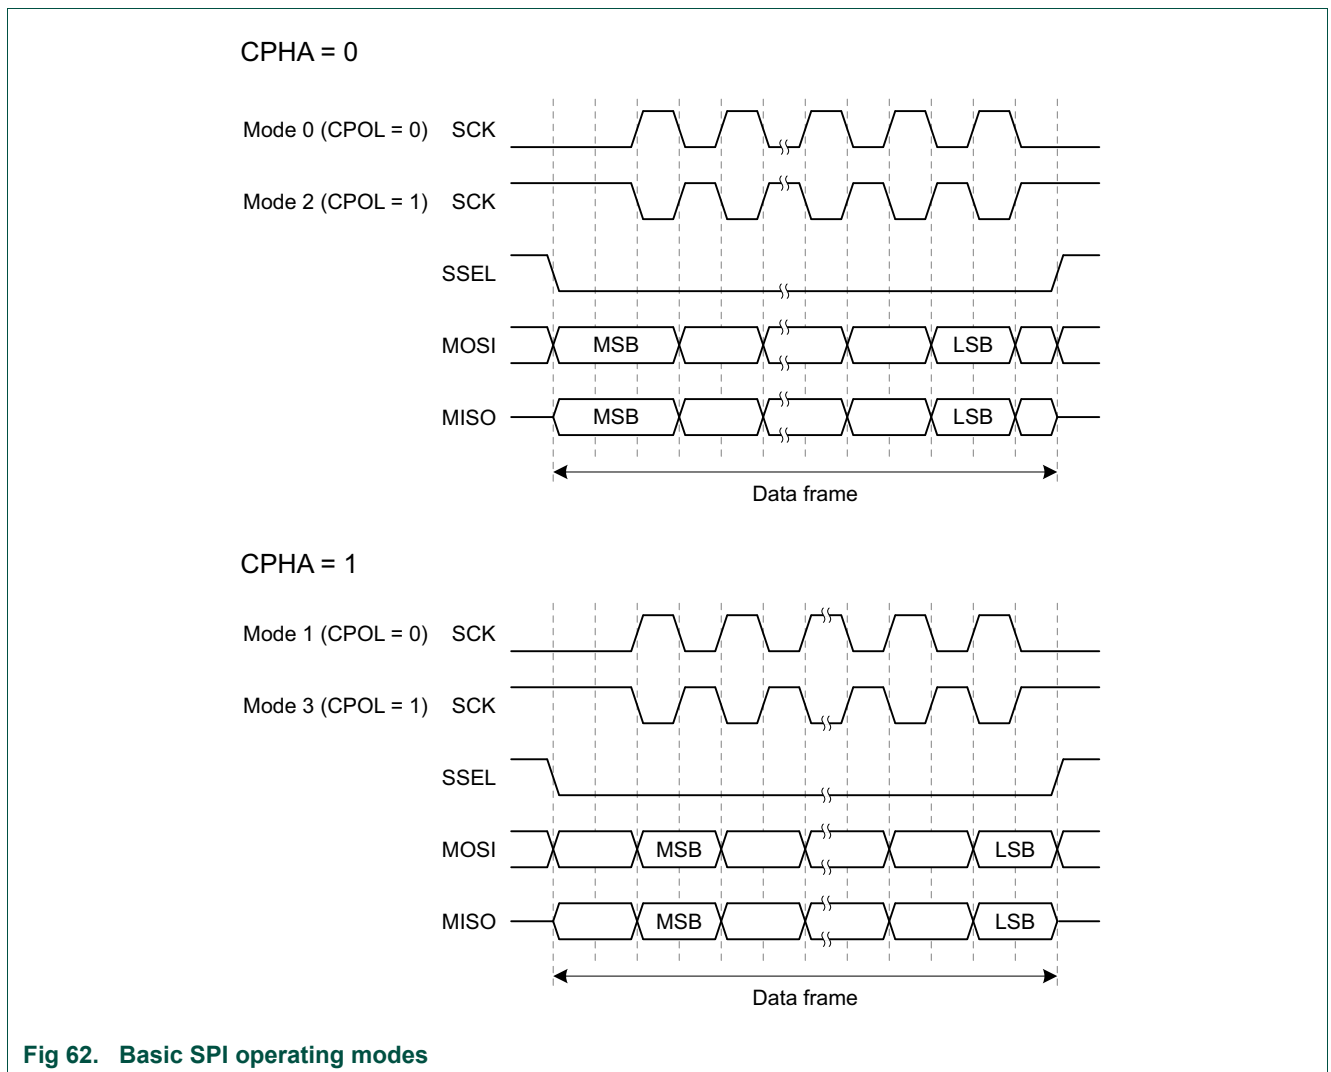 CPHA = 0
Mode 0 (CPOL = 0) SCK
Mode 2 (CPOL = 1) SCK
SSEL
MOSI MSB LSB
MISO MSB LSB
Data frame
CPHA = 1
Mode 1 (CPOL = 0) SCK
Mode 3 (CPOL = 1) SCK
SSEL
MOSI MSB LSB
MISO MSB LSB
Data frame
Fig 62. Basic SPI operating modes